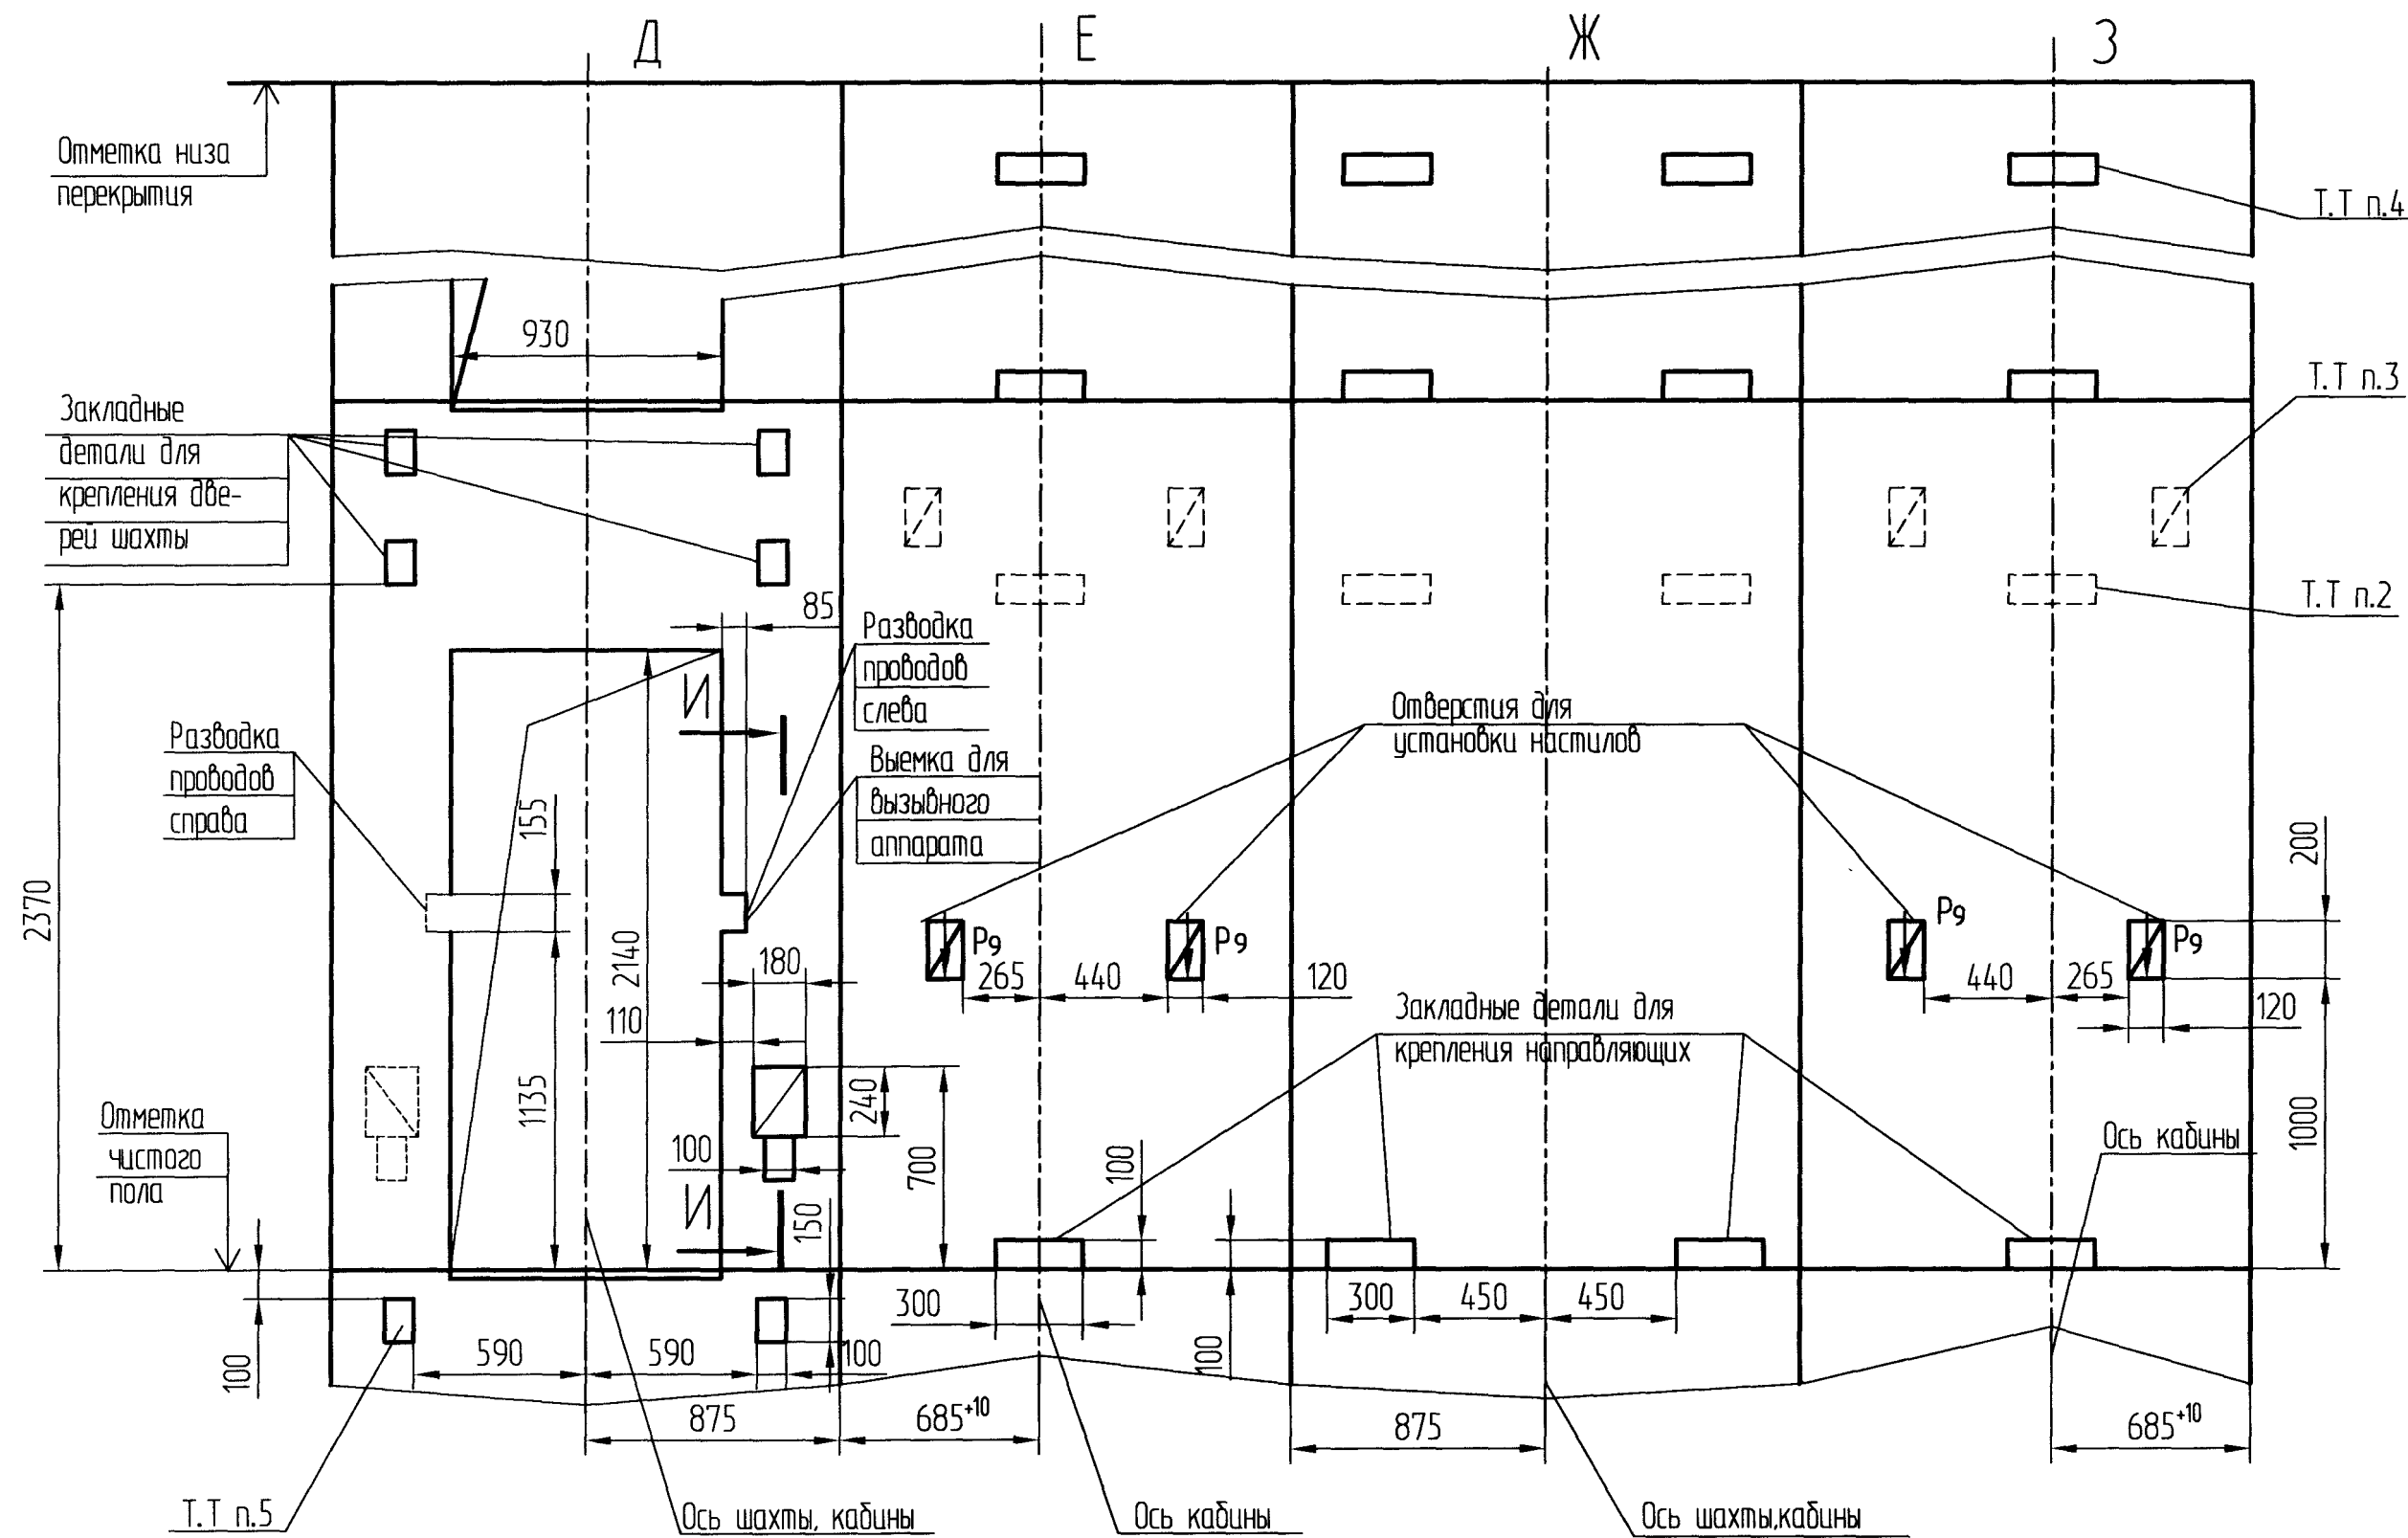 Д
Е
Ж
З
Отметка низа
перекрытия
Т.Т п.4
930
Т.Т п.3
Закладные
детали для
крепления две-
рей шахты
Т.Т п.2
85
Разводка
проводов
слева
И
Отверстия для
установки настилов
Разводка
проводов
справа
Выемка для
вызывного
аппарата
155
200
2370
2140
P9
P9
P9
P9
180
265
440
120
440
265
120
110
Закладные детали для
крепления направляющих
1135
240
Отметка
чистого
пола
100
700
100
1000
Ось кабины
И
150
300
300
450
450
100
590
590
100
100
875
685+10
875
685+10
Т.Т п.5
Ось шахты, кабины
Ось кабины
Ось шахты,кабины